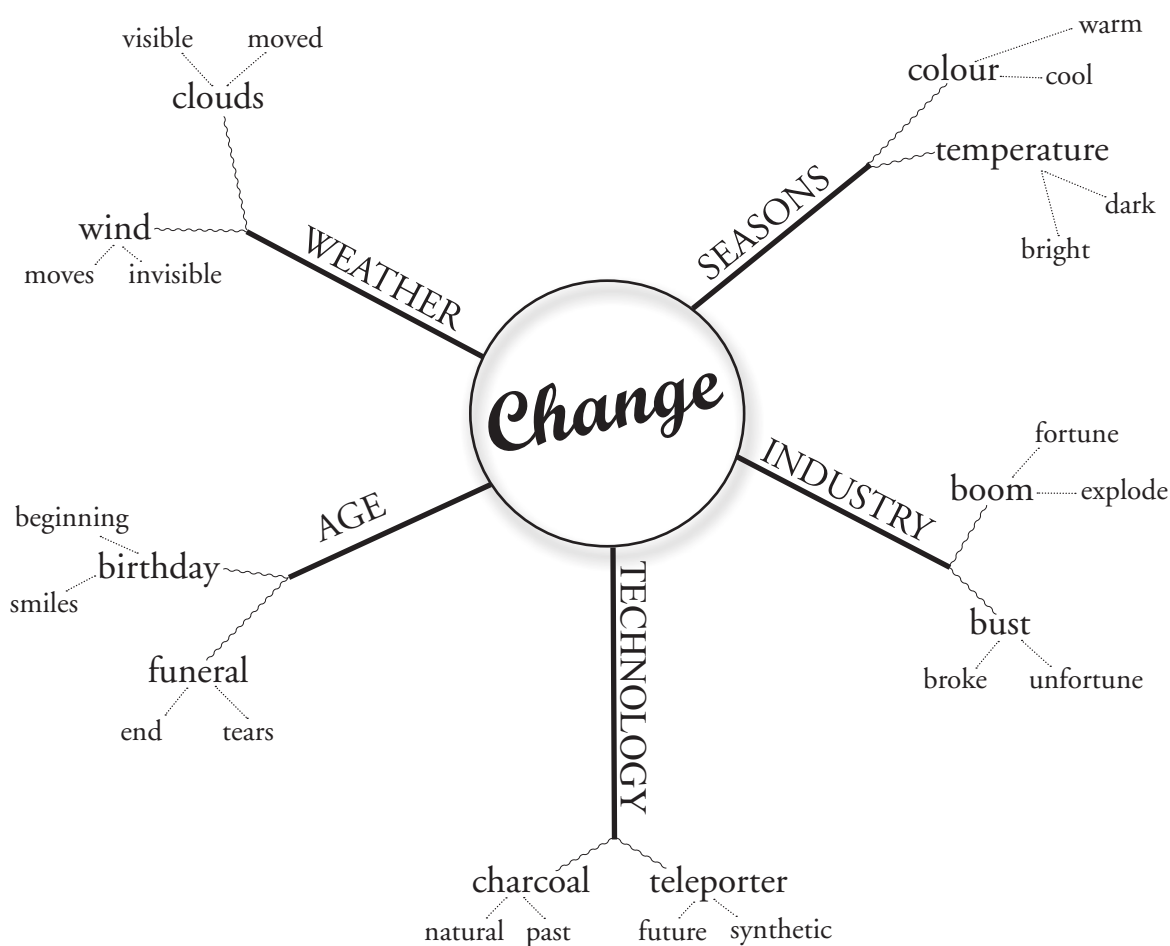 Change
WEATHER
clouds
visible
moved
wind
moves
invisible
SEASONS
colour
warm
cool
temperature
dark
bright
INDUSTRY
boom
fortune
explode
bust
broke
unfortune
TECHNOLOGY
charcoal
natural
past
teleporter
future
synthetic
AGE
birthday
beginning
smiles
funeral
end
tears